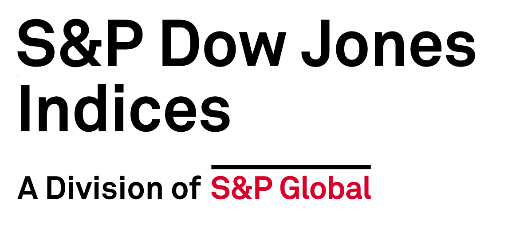 S&P Dow Jones
Indices
A Division of S&P Global